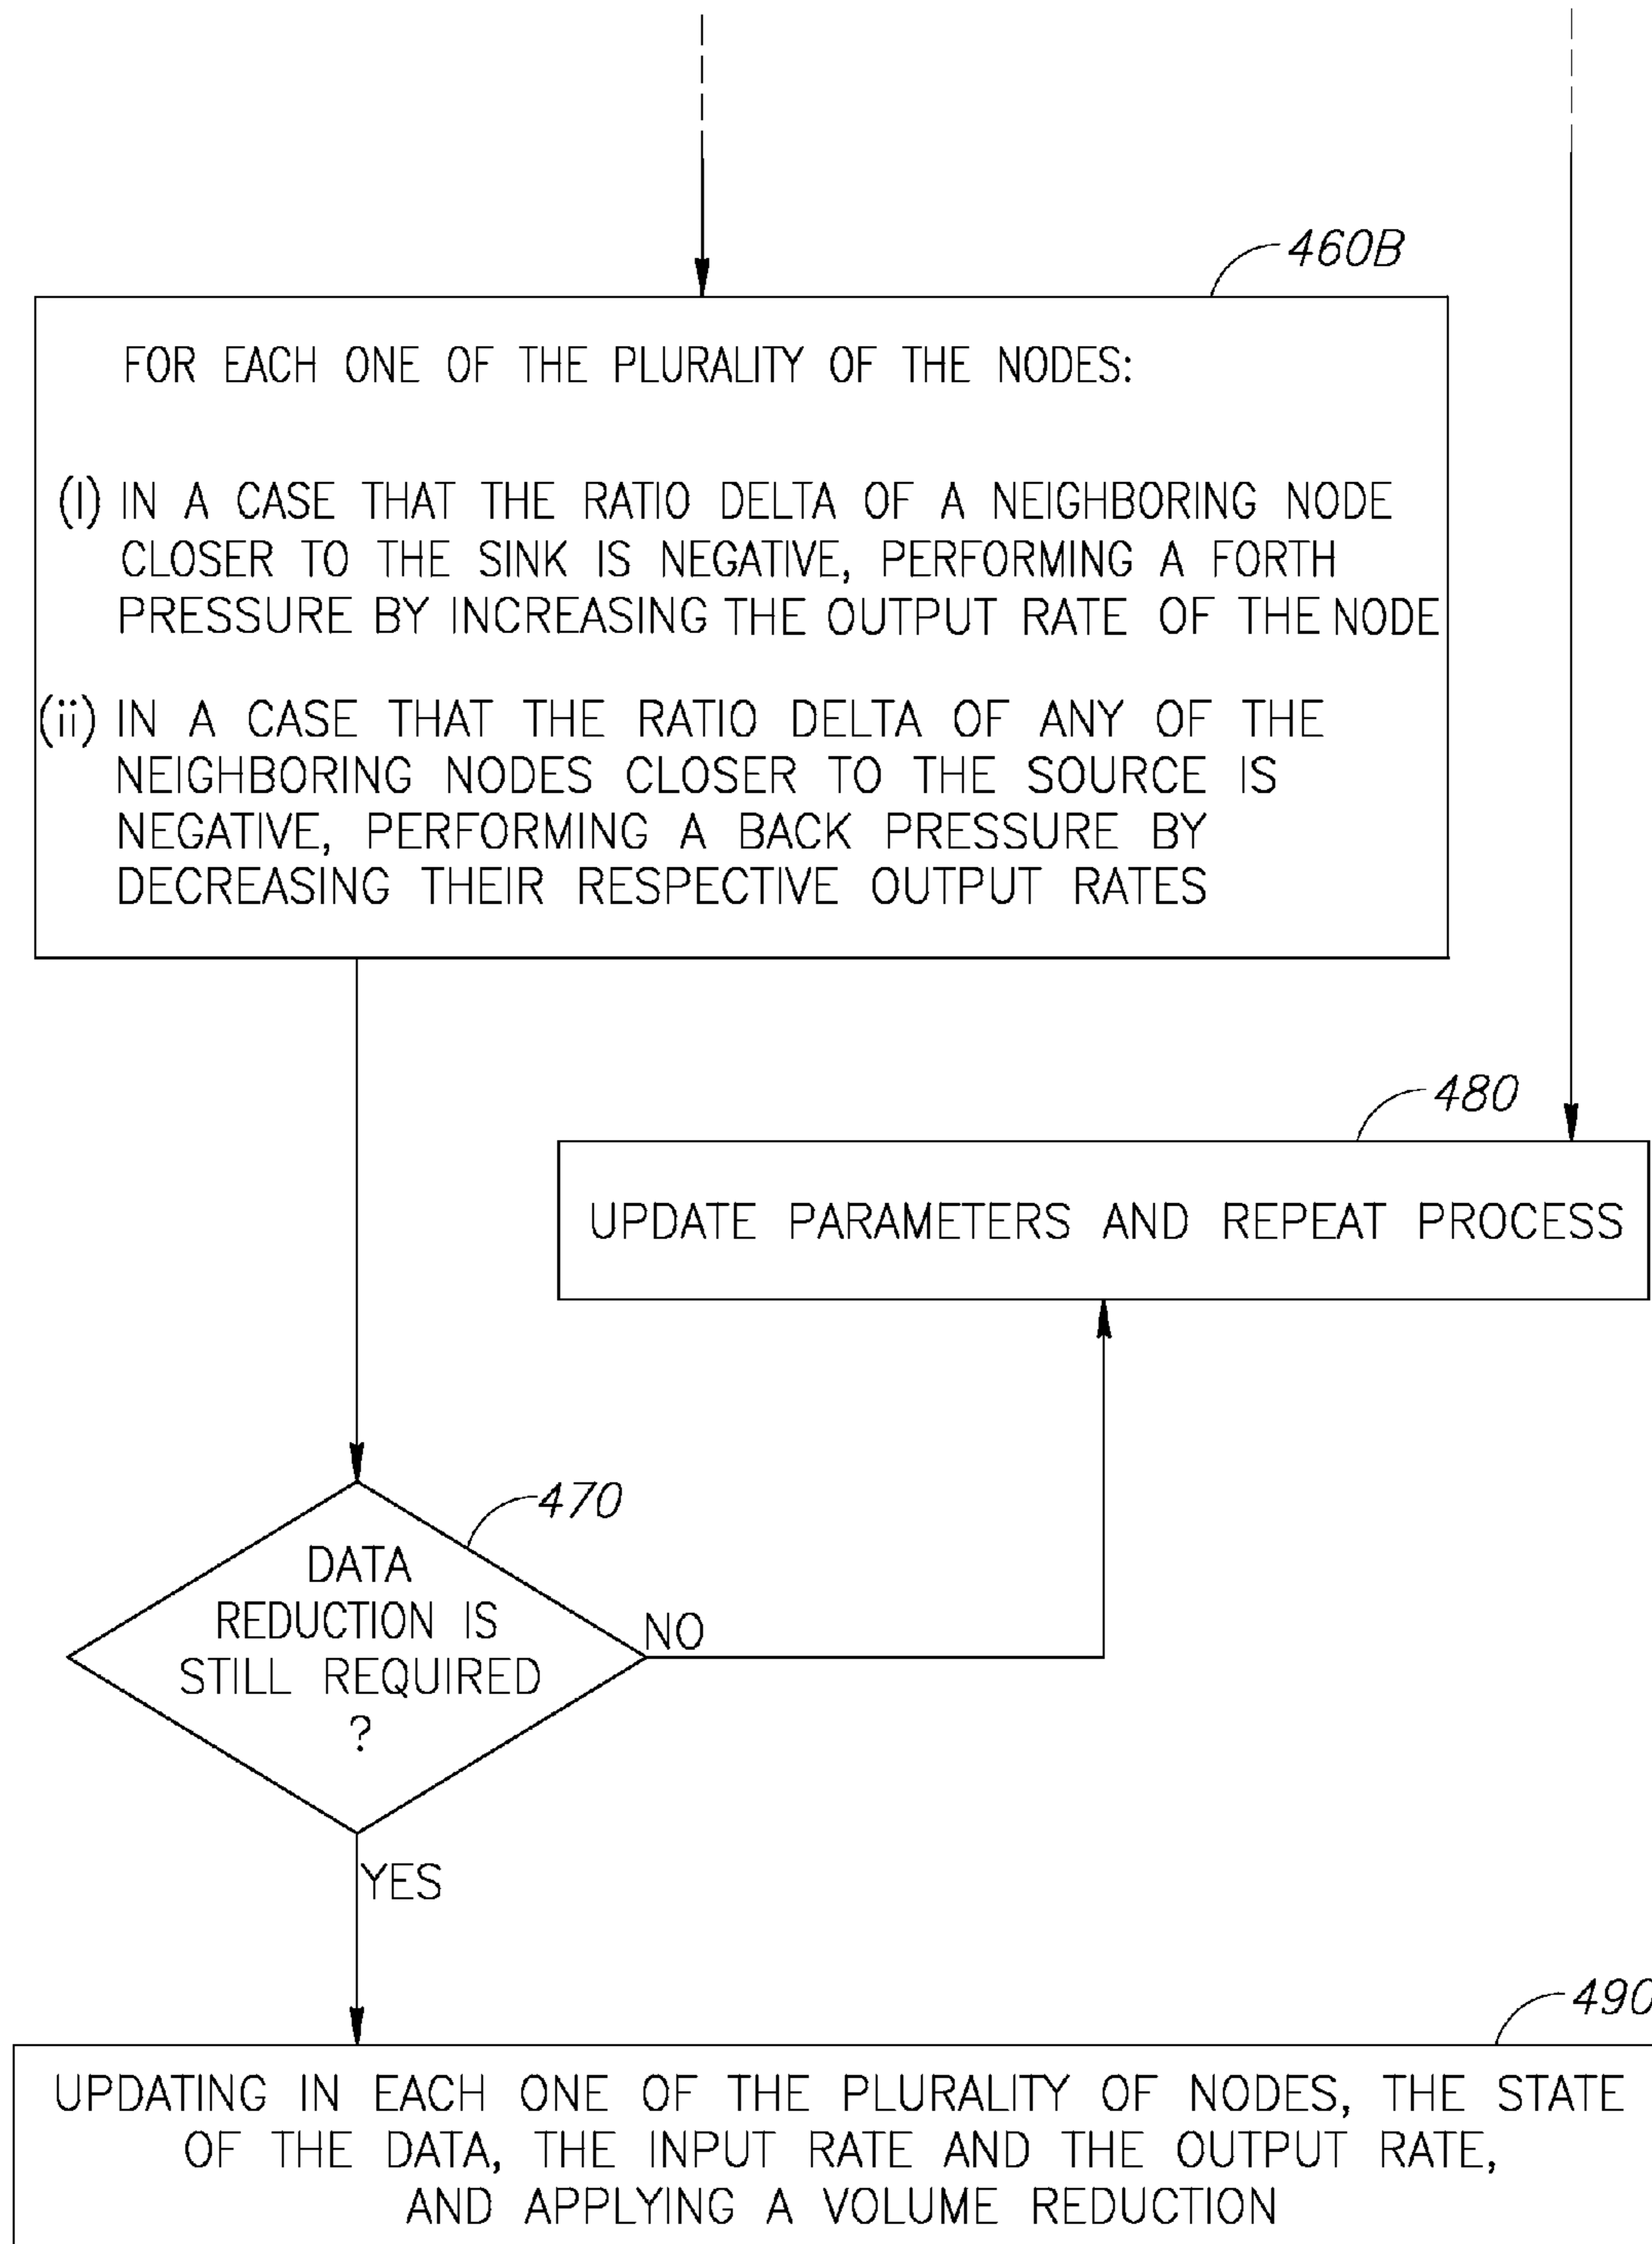 460B
FOR EACH ONE OF THE PLURALITY OF THE NODES:
(I) IN A CASE THAT THE RATIO DELTA OF A NEIGHBORING NODE
CLOSER TO THE SINK IS NEGATIVE, PERFORMING A FORTH
PRESSURE BY INCREASING THE OUTPUT RATE OF THE NODE
(ii) IN A CASE THAT THE RATIO DELTA OF ANY OF THE
NEIGHBORING NODES CLOSER TO THE SOURCE IS
NEGATIVE, PERFORMING A BACK PRESSURE BY
DECREASING THEIR RESPECTIVE OUTPUT RATES
480
UPDATE PARAMETERS AND REPEAT PROCESS
470
DATA
REDUCTION IS
STILL REQUIRED
?
NO
YES
490
UPDATING IN EACH ONE OF THE PLURALITY OF NODES, THE STATE
OF THE DATA, THE INPUT RATE AND THE OUTPUT RATE,
AND APPLYING A VOLUME REDUCTION